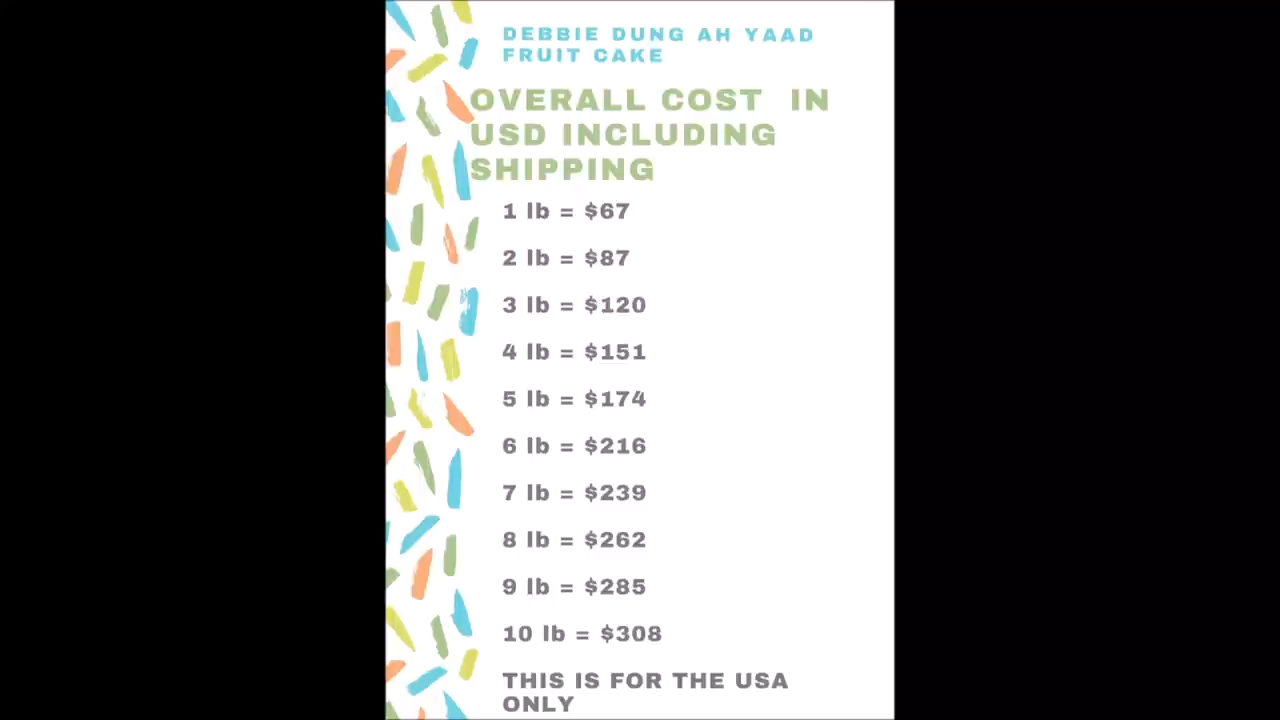 DEBBIE DUNG AH YAAD
FRUIT CAKE
OVERALL COST IN
USD INCLUDING
SHIPPING
1 lb = $67
2 lb = $87
3 lb = $120
4 lb = $151
5 lb = $174
6 lb = $216
7 lb = $239
8 lb = $262
9 lb = $285
10 lb = $308
THIS IS FOR THE USA
ONLY